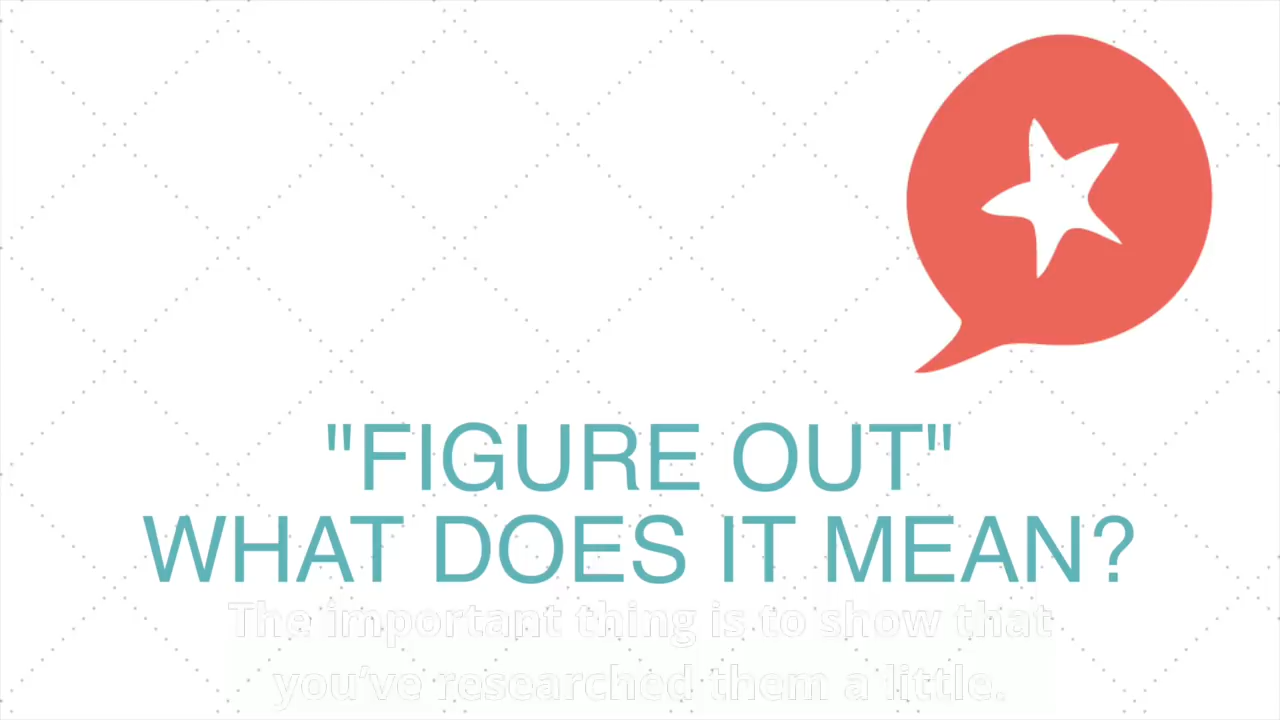 "FIGURE OUT"
WHAT DOES IT MEAN?
The important thing is to show that
you've researched them a little.